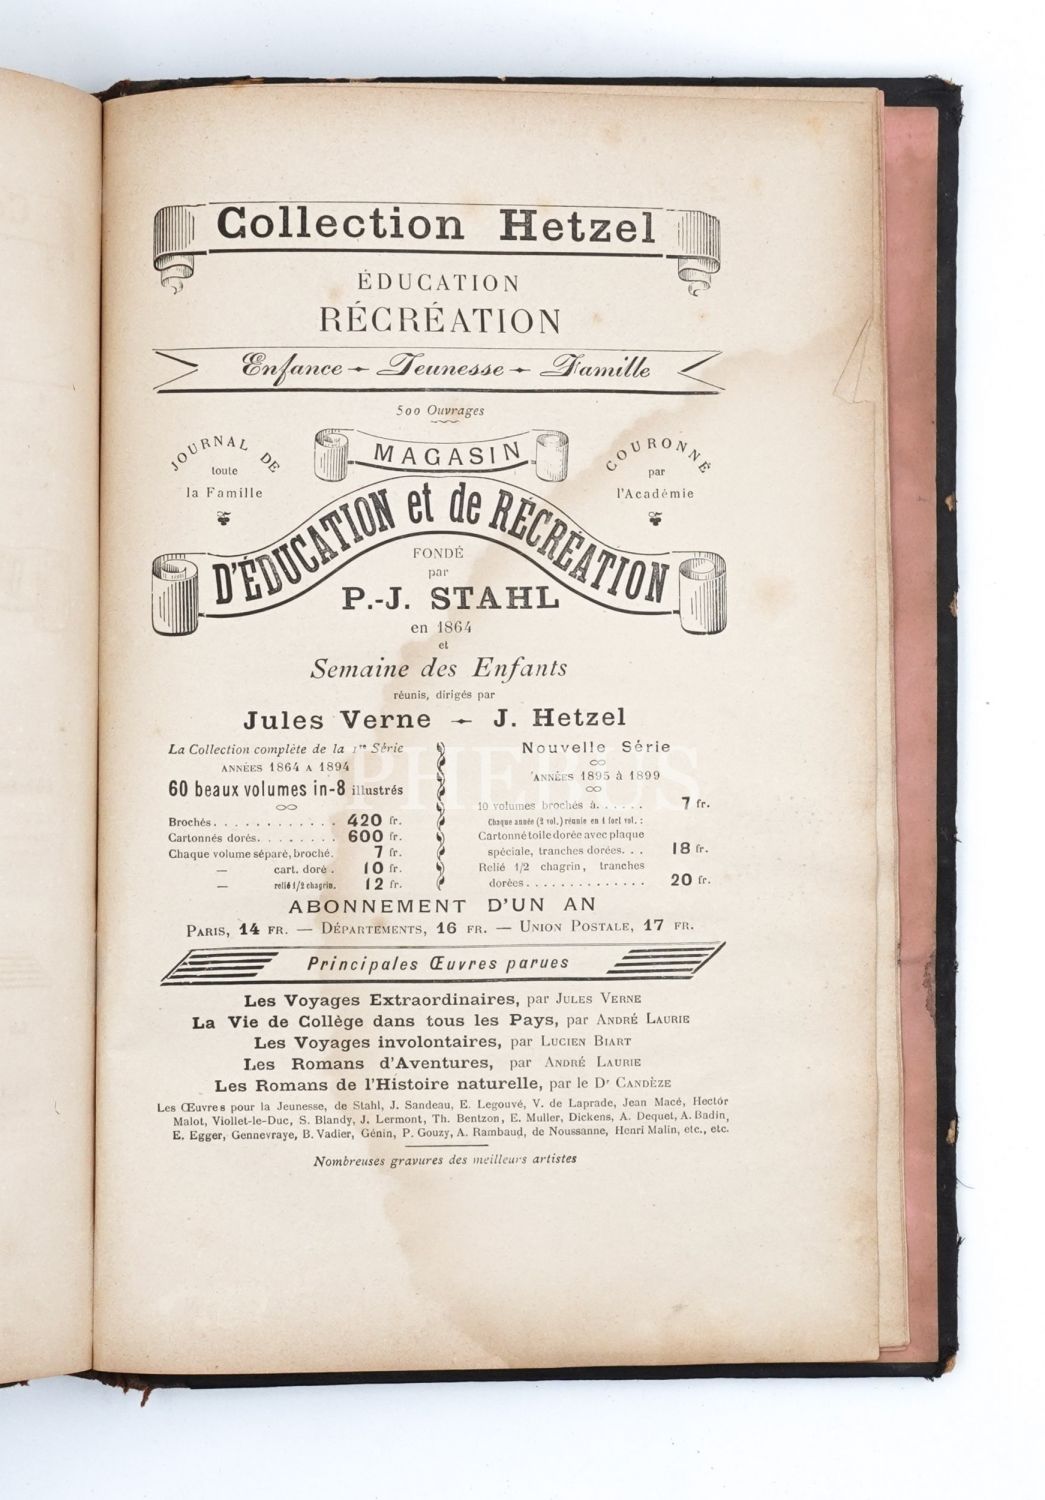 Collection Hetzel
ÉDUCATION
RÉCRÉATION
Enfance - Jeunesse - Famille
500 Ouvrages
JOURNAL DE
toute
la Famille
MAGASIN
COURONNÉ
par
l'Académie
D'ÉDUCATION et de RÉCRÉATION
FONDÉ
par
P.-J. STAHL
en 1864
et
Semaine des Enfants
réunis, dirigés par
Jules Verne - J. Hetzel
La Collection complète de la 1re Série
ANNÉES 1864 A 1894
60 beaux volumes in-8 illustrés
Brochés. . . . . . . . . . . . 420 fr.
Cartonnés dorés. . . . . . . . 600 fr.
Chaque volume séparé, broché. 7 fr.
— cart. doré . 10 fr.
— relié 1/2 chagrin. 12 fr.
Nouvelle Série
ANNÉES 1895 à 1899
10 volumes brochés à. . . . . . 7 fr.
Chaque année (2 vol.) réunie en 1 fort vol. :
Cartonné toile dorée avec plaque
spéciale, tranches dorées. . . 18 fr.
Relié 1/2 chagrin, tranches
dorées. . . . . . . . . . . . . . 20 fr.
ABONNEMENT D'UN AN
PARIS, 14 FR. — DÉPARTEMENTS, 16 FR. — UNION POSTALE, 17 FR.
Principales Œuvres parues
Les Voyages Extraordinaires, par JULES VERNE
La Vie de Collège dans tous les Pays, par ANDRÉ LAURIE
Les Voyages involontaires, par LUCIEN BIART
Les Romans d'Aventures, par ANDRÉ LAURIE
Les Romans de l'Histoire naturelle, par le Dr CANDÈZE
Les Œuvres pour la Jeunesse, de Stahl, J. Sandeau, E. Legouvé, V. de Laprade, Jean Macé, Hector
Malot, Viollet-le-Duc, S. Blandy, J. Lermont, Th. Bentzon, E. Muller, Dickens, A. Dequet, A. Badin,
E. Egger, Gennevraye, B. Vadier, Génin, P. Gouzy, A. Rambaud, de Noussanne, Henri Malin, etc., etc.
Nombreuses gravures des meilleurs artistes
PHEBUS